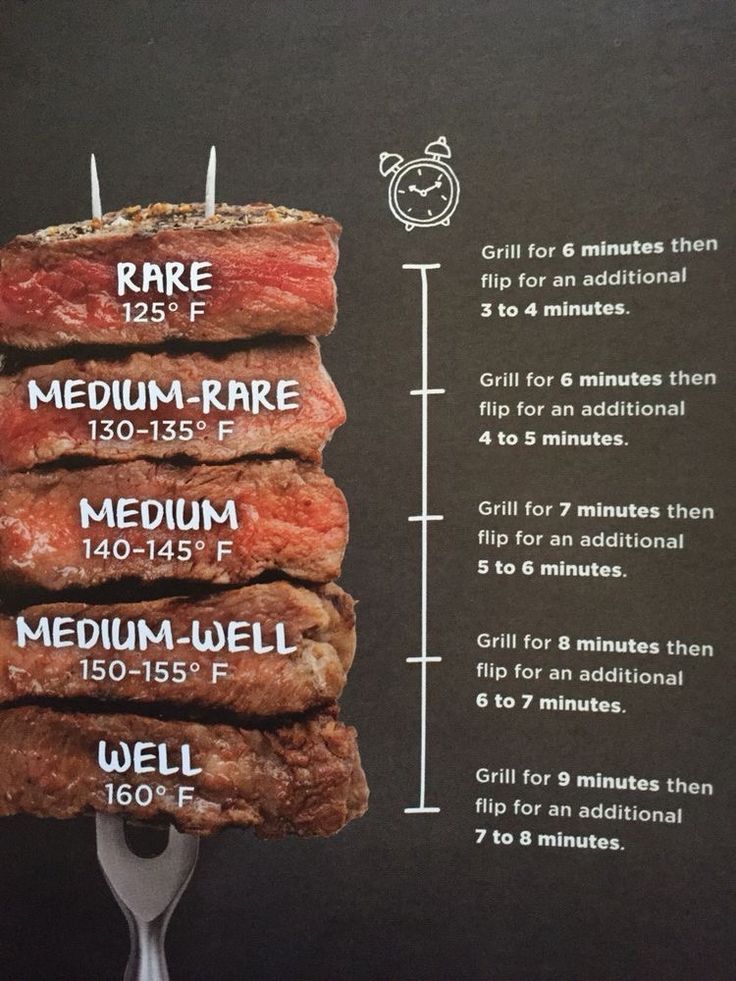 RARE
125° F
Grill for 6 minutes then
flip for an additional
3 to 4 minutes.
MEDIUM-RARE
130-135° F
Grill for 6 minutes then
flip for an additional
4 to 5 minutes.
MEDIUM
140-145° F
Grill for 7 minutes then
flip for an additional
5 to 6 minutes.
MEDIUM-WELL
150-155° F
Grill for 8 minutes then
flip for an additional
6 to 7 minutes.
WELL
160° F
Grill for 9 minutes then
flip for an additional
7 to 8 minutes.